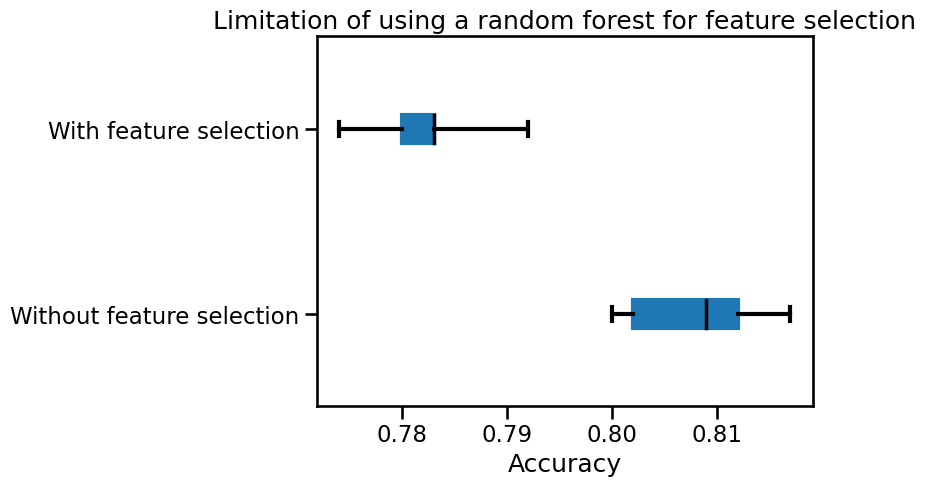 Limitation of using a random forest for feature selection
With feature selection
Without feature selection
0.78 0.79 0.80 0.81
Accuracy